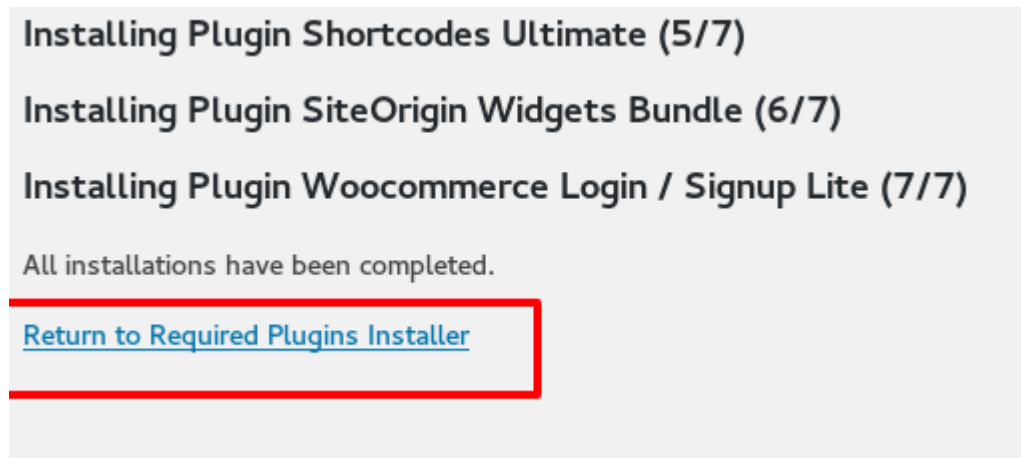 Installing Plugin Shortcodes Ultimate (5/7)
Installing Plugin SiteOrigin Widgets Bundle (6/7)
Installing Plugin Woocommerce Login / Signup Lite (7/7)
All installations have been completed.
Return to Required Plugins Installer